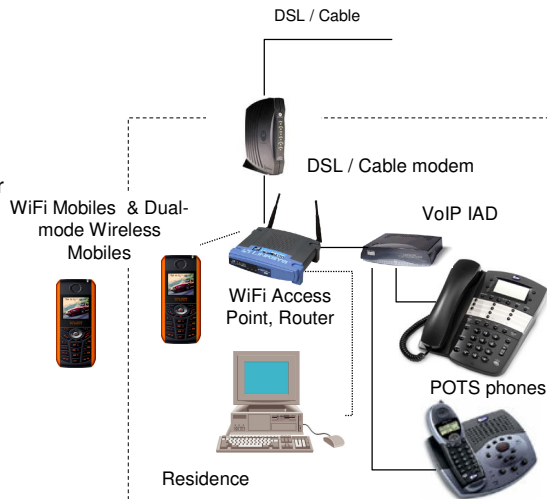 DSL / Cable
DSL / Cable modem
r
WiFi Mobiles & Dual-
mode Wireless
Mobiles
VoIP IAD
WiFi Access
Point, Router
POTS phones
Residence